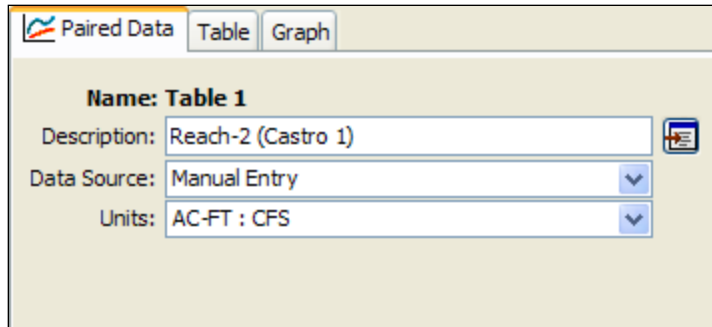 Paired Data Table Graph
Name: Table 1
Description: Reach-2 (Castro 1)
Data Source: Manual Entry
Units: AC-FT : CFS